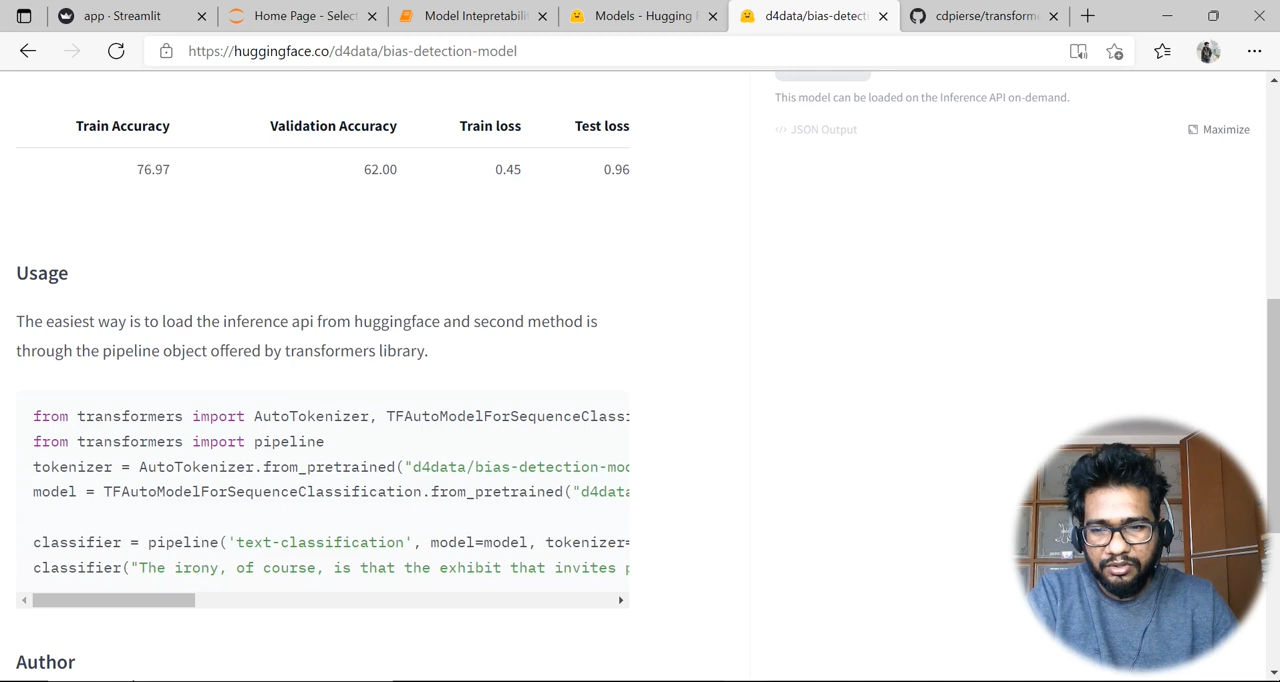 app · Streamlit
Home Page - Select
Model Intepretabili
Models - Hugging F
d4data/bias-detecti
cdpierse/transforme
https://huggingface.co/d4data/bias-detection-model
This model can be loaded on the Inference API on-demand.
</> JSON Output
Maximize
Train Accuracy Validation Accuracy Train loss Test loss
76.97 62.00 0.45 0.96
Usage
The easiest way is to load the inference api from huggingface and second method is
through the pipeline object offered by transformers library.
from transformers import AutoTokenizer, TFAutoModelForSequenceClassi
from transformers import pipeline
tokenizer = AutoTokenizer.from_pretrained("d4data/bias-detection-mod
model = TFAutoModelForSequenceClassification.from_pretrained("d4data
classifier = pipeline('text-classification', model=model, tokenizer=
classifier("The irony, of course, is that the exhibit that invites p
Author